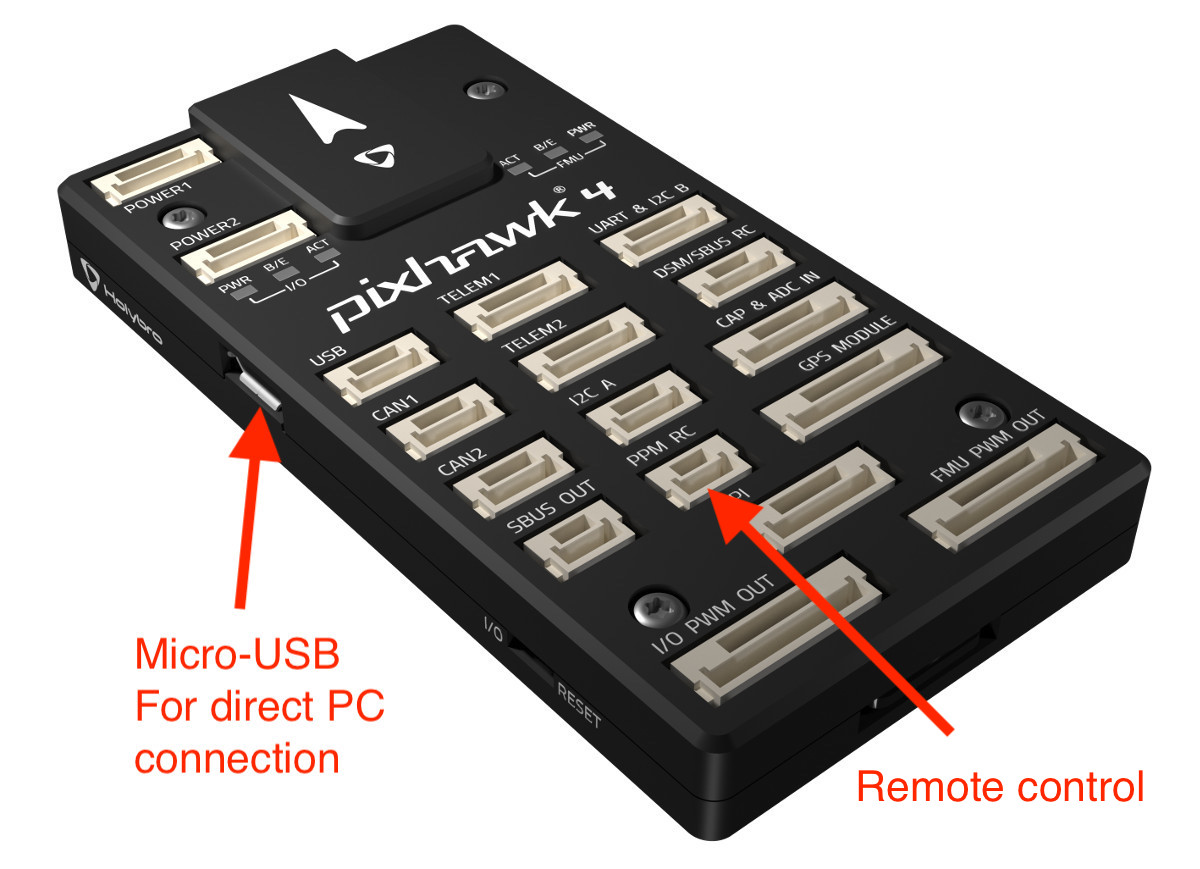 POWER1
POWER2
PWR
B/E
ACT
I/O
ACT
B/E
PWR
FMU
Holybro
pixhawk® 4
UART & I2C B
DSM/SBUS RC
CAP & ADC IN
GPS MODULE
TELEM1
TELEM2
I2C A
PPM RC
USB
CAN1
CAN2
SBUS OUT
PI
FMU PWM OUT
I/O PWM OUT
I/O
RESET
Micro-USB
For direct PC
connection
Remote control